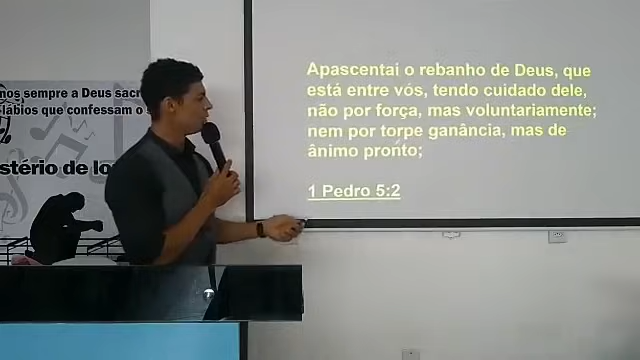 nos sempre a Deus sacr
lábios que confessam o
stério de lo
Apascentai o rebanho de Deus, que
está entre vós, tendo cuidado dele,
não por força, mas voluntariamente;
nem por torpe ganância, mas de
ânimo pronto;
1 Pedro 5:2